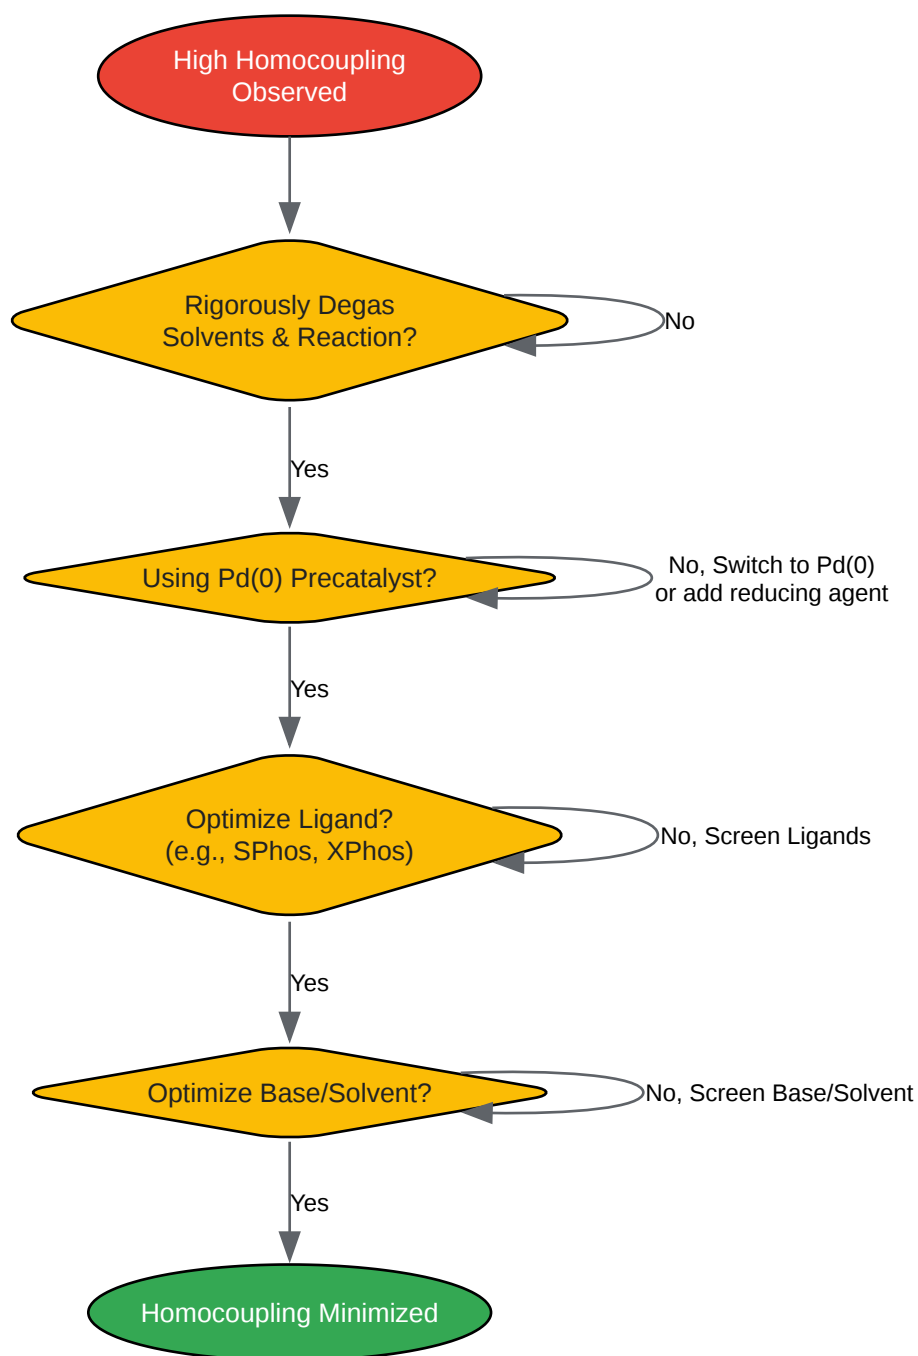 High Homocoupling
Observed
Rigorously Degas
Solvents & Reaction?
No
Yes
Using Pd(0) Precatalyst?
No, Switch to Pd(0)
or add reducing agent
Yes
Optimize Ligand?
(e.g., SPhos, XPhos)
No, Screen Ligands
Yes
Optimize Base/Solvent?
No, Screen Base/Solvent
Yes
Homocoupling Minimized